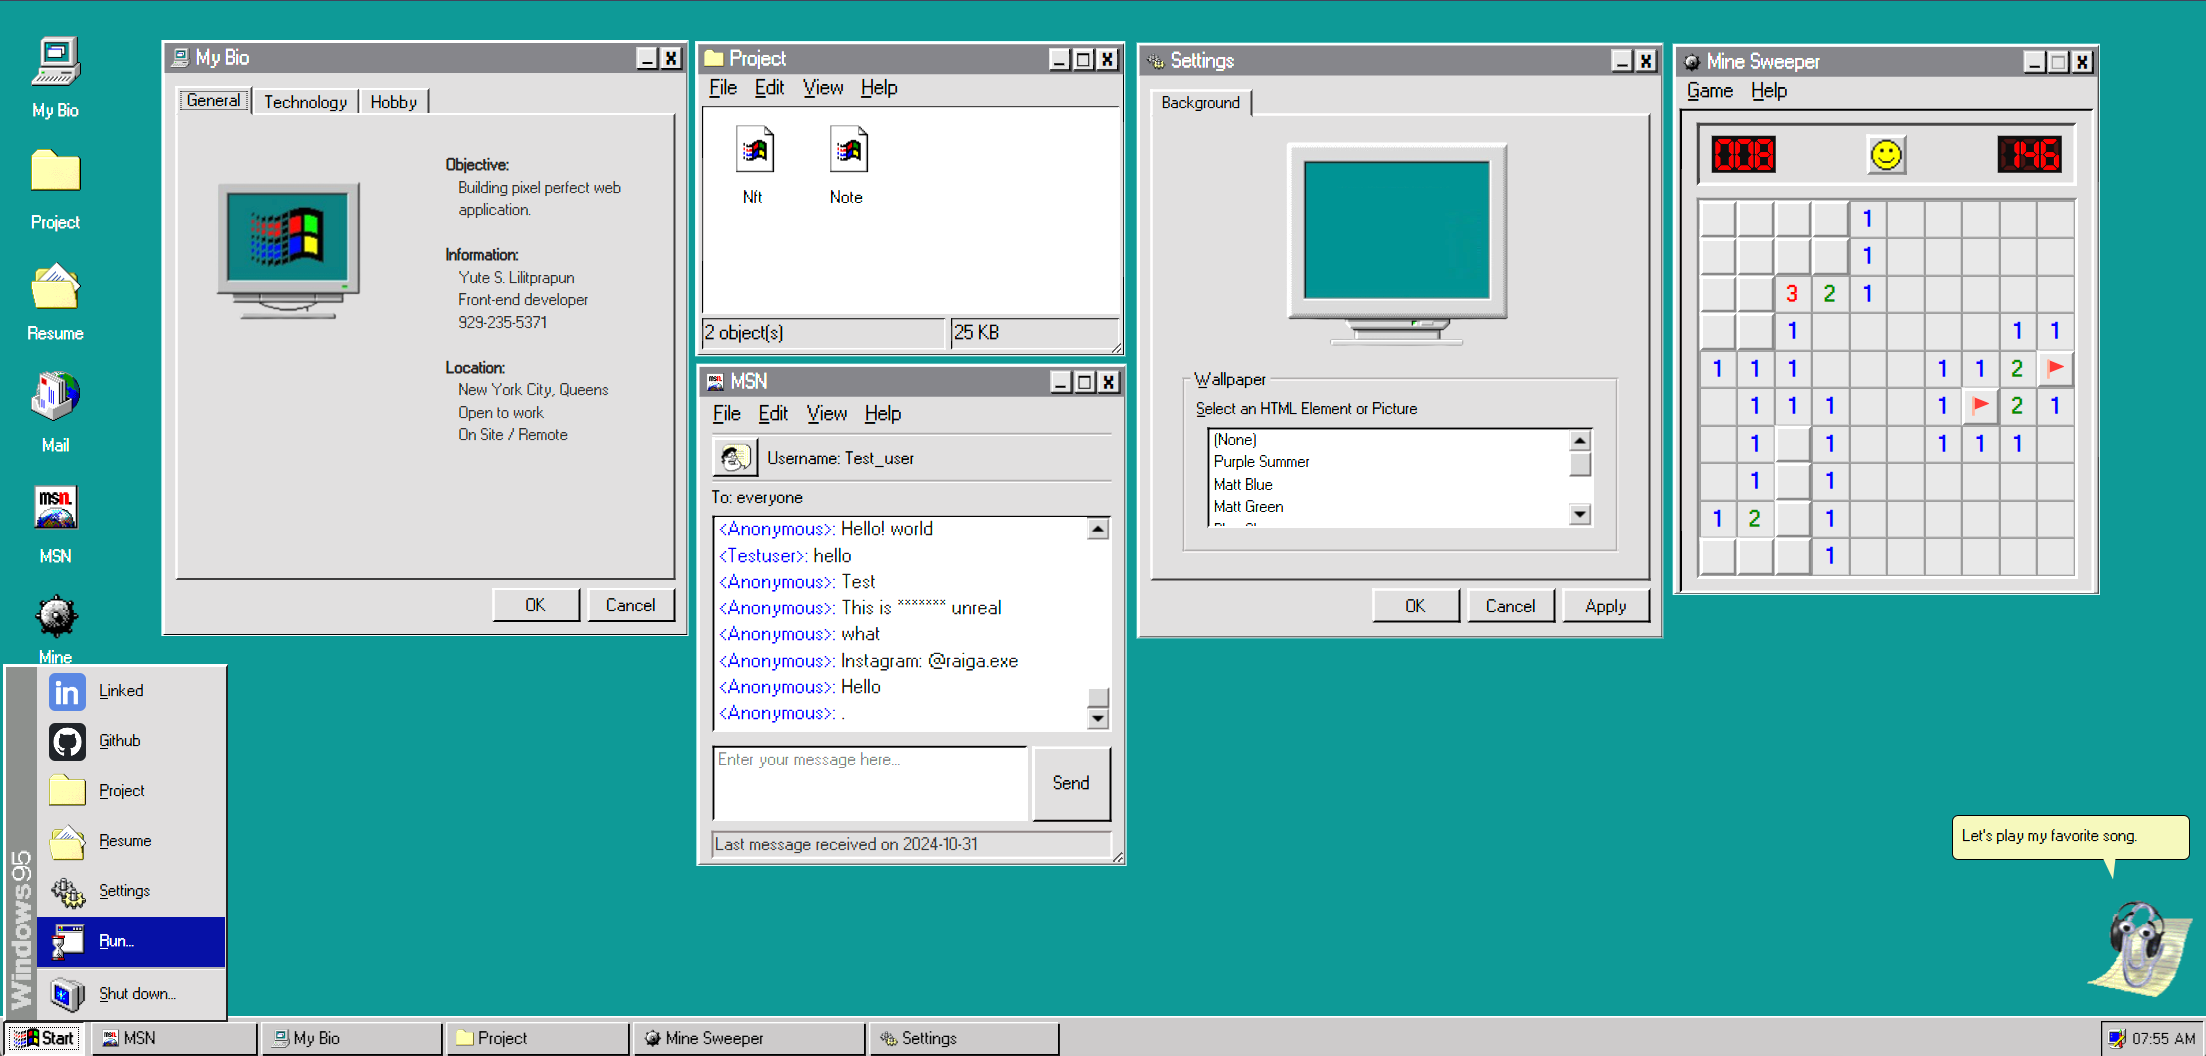 My Bio
Project
Resume
Mail
msn
MSN
Mine
My Bio
General Technology Hobby
Objective:
Building pixel perfect web
application.
Information:
Yute S. Lilitprapun
Front-end developer
929-235-5371
Location:
New York City, Queens
Open to work
On Site / Remote
OK Cancel
Project
File Edit View Help
Nft Note
2 object(s) 25 KB
MSN
File Edit View Help
Username: Test_user
To: everyone
<Anonymous>: Hello! world
<Testuser>: hello
<Anonymous>: Test
<Anonymous>: This is ******* unreal
<Anonymous>: what
<Anonymous>: Instagram: @raiga.exe
<Anonymous>: Hello
<Anonymous>: .
Enter your message here...
Send
Last message received on 2024-10-31
Settings
Background
Wallpaper
Select an HTML Element or Picture
(None)
Purple Summer
Matt Blue
Matt Green
OK Cancel Apply
Mine Sweeper
Game Help
008 146
1
1
3 2 1
1 1 1
1 1 1 1 1 2
1 1 1 1 2 1
1 1 1 1 1
1 1
1 2 1
1
Let's play my favorite song.
Windows95
in Linked
Github
Project
Resume
Settings
Run...
Shut down...
Start MSN My Bio Project Mine Sweeper Settings 07:55 AM